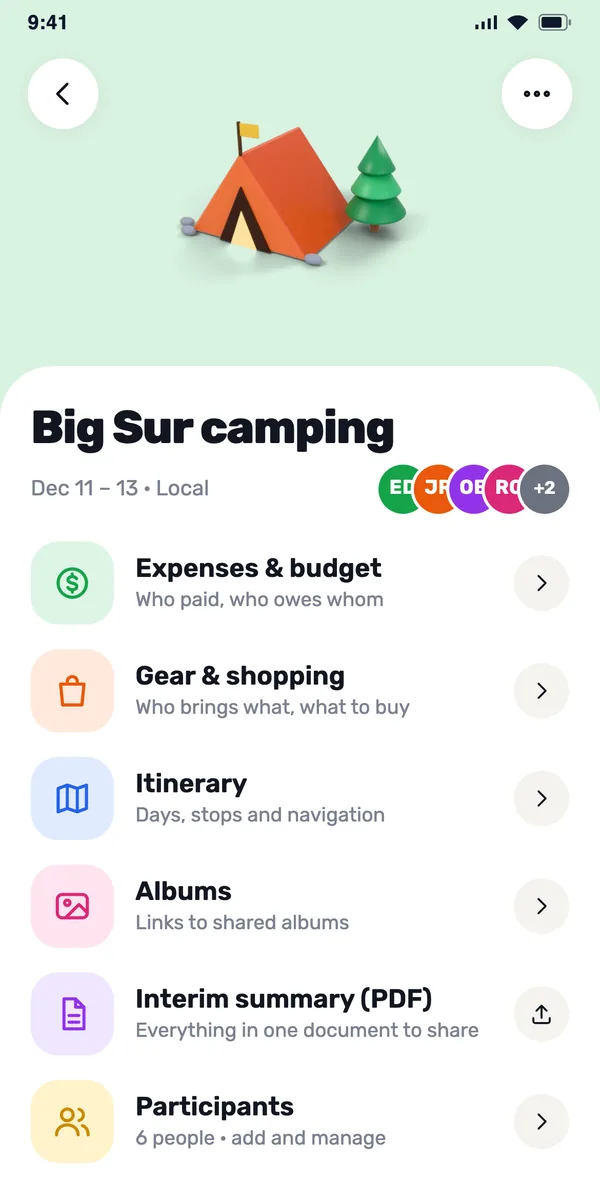 9:41
Big Sur camping
Dec 11 – 13 • Local
ED JR OB RC +2
Expenses & budget
Who paid, who owes whom
Gear & shopping
Who brings what, what to buy
Itinerary
Days, stops and navigation
Albums
Links to shared albums
Interim summary (PDF)
Everything in one document to share
Participants
6 people • add and manage